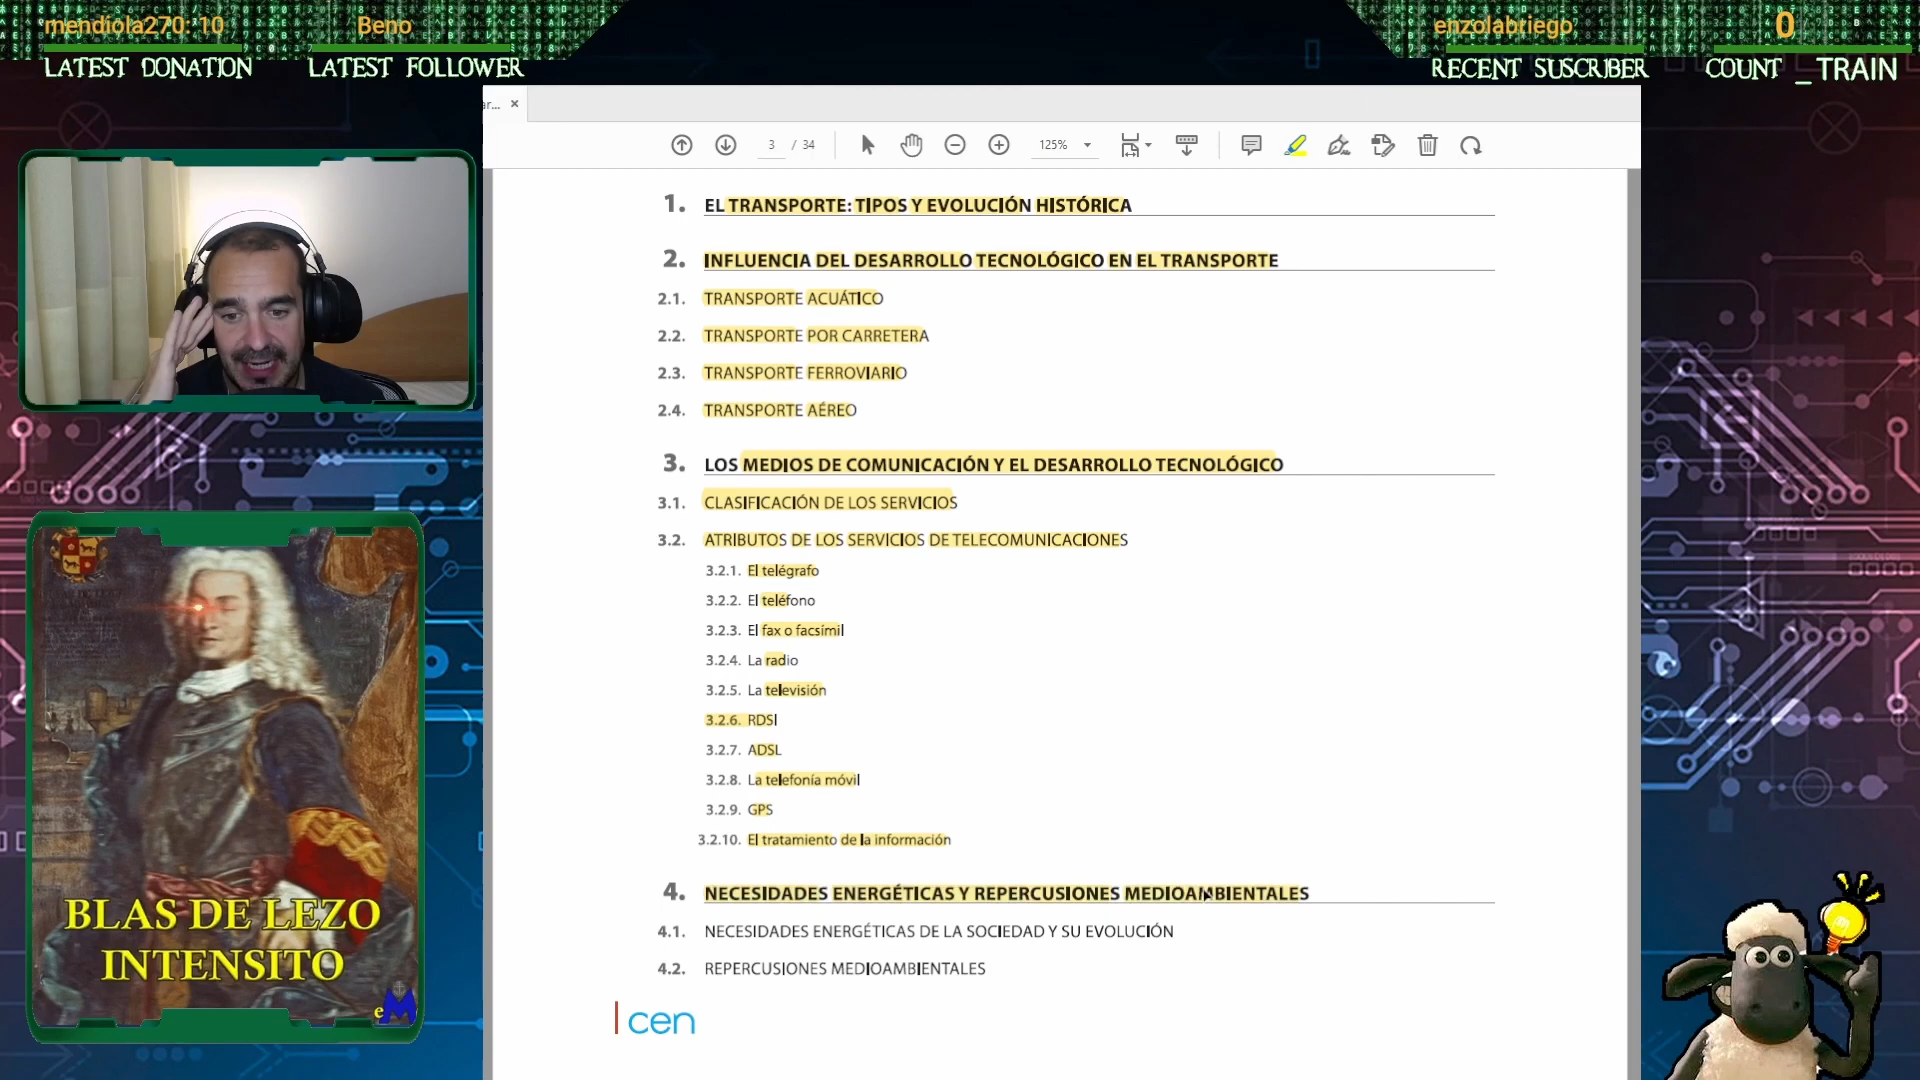 mendiola270: 10
LATEST DONATION
Beno
LATEST FOLLOWER
enzolabriego
RECENT SUSCRIBER
0
COUNT _TRAIN
ar...
3 / 34
125%
1. EL TRANSPORTE: TIPOS Y EVOLUCIÓN HISTÓRICA
2. INFLUENCIA DEL DESARROLLO TECNOLÓGICO EN EL TRANSPORTE
2.1. TRANSPORTE ACUÁTICO
2.2. TRANSPORTE POR CARRETERA
2.3. TRANSPORTE FERROVIARIO
2.4. TRANSPORTE AÉREO
3. LOS MEDIOS DE COMUNICACIÓN Y EL DESARROLLO TECNOLÓGICO
3.1. CLASIFICACIÓN DE LOS SERVICIOS
3.2. ATRIBUTOS DE LOS SERVICIOS DE TELECOMUNICACIONES
3.2.1. El telégrafo
3.2.2. El teléfono
3.2.3. El fax o facsímil
3.2.4. La radio
3.2.5. La televisión
3.2.6. RDSI
3.2.7. ADSL
3.2.8. La telefonía móvil
3.2.9. GPS
3.2.10. El tratamiento de la información
4. NECESIDADES ENERGÉTICAS Y REPERCUSIONES MEDIOAMBIENTALES
4.1. NECESIDADES ENERGÉTICAS DE LA SOCIEDAD Y SU EVOLUCIÓN
4.2. REPERCUSIONES MEDIOAMBIENTALES
cen
BLAS DE LEZO
INTENSITO
eM